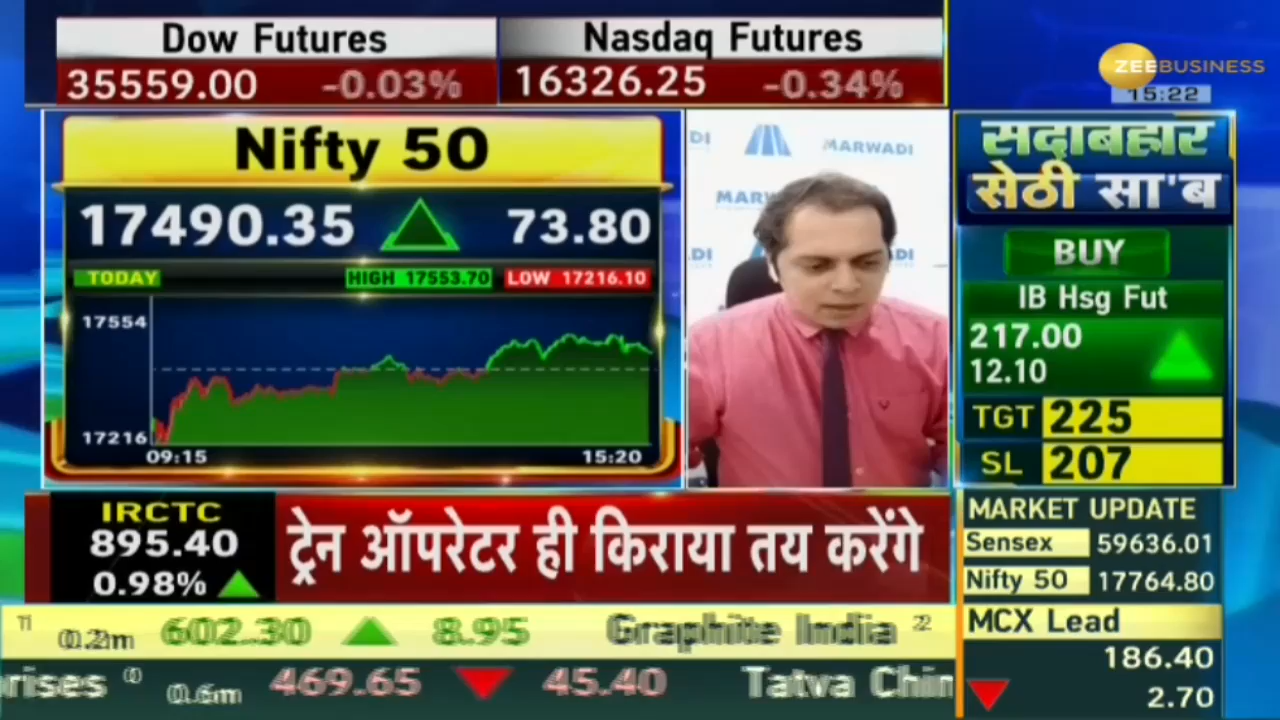 Dow Futures
35559.00 -0.03%
Nasdaq Futures
16326.25 -0.34%
ZEEBUSINESS
15:22
Nifty 50
17490.35 73.80
TODAY HIGH 17553.70 LOW 17216.10
17554
17216
09:15 15:20
MARWADI
MARW
सदाबहार
सेठी सा'ब
BUY
IB Hsg Fut
217.00
12.10
TGT 225
SL 207
IRCTC
895.40
0.98%
ट्रेन ऑपरेटर ही किराया तय करेंगे
MARKET UPDATE
Sensex 59636.01
Nifty 50 17764.80
MCX Lead
186.40
2.70
0.2m 602.30 8.95 Graphite India
rises 0.6m 469.65 45.40 Tatva Chin